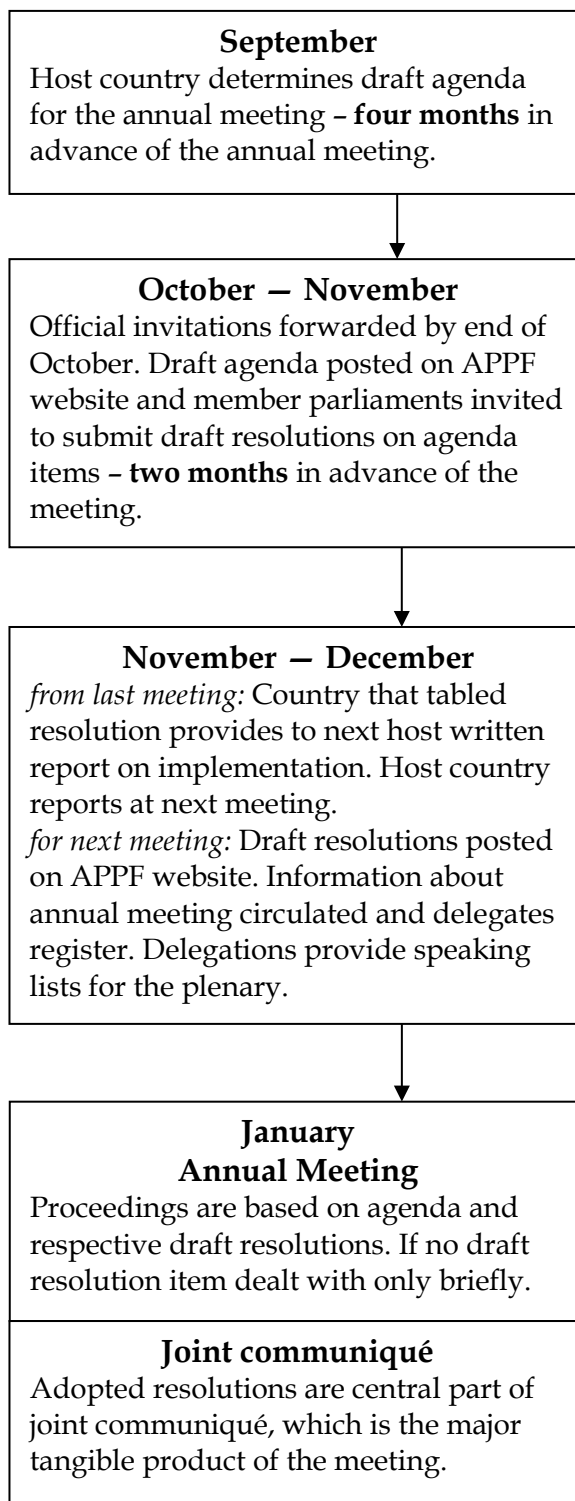 September
Host country determines draft agenda
for the annual meeting – four months in
advance of the annual meeting.
October — November
Official invitations forwarded by end of
October. Draft agenda posted on APPF
website and member parliaments invited
to submit draft resolutions on agenda
items – two months in advance of the
meeting.
November — December
from last meeting: Country that tabled
resolution provides to next host written
report on implementation. Host country
reports at next meeting.
for next meeting: Draft resolutions posted
on APPF website. Information about
annual meeting circulated and delegates
register. Delegations provide speaking
lists for the plenary.
January
Annual Meeting
Proceedings are based on agenda and
respective draft resolutions. If no draft
resolution item dealt with only briefly.
Joint communiqué
Adopted resolutions are central part of
joint communiqué, which is the major
tangible product of the meeting.